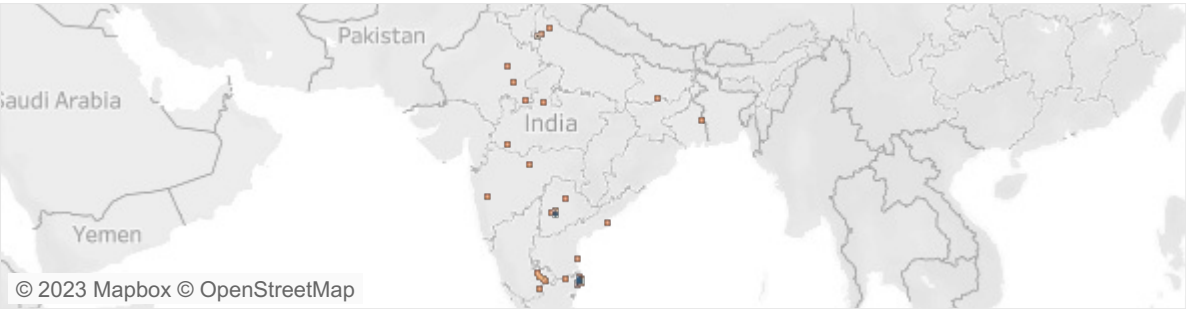 Pakistan
Saudi Arabia
India
Yemen
© 2023 Mapbox © OpenStreetMap